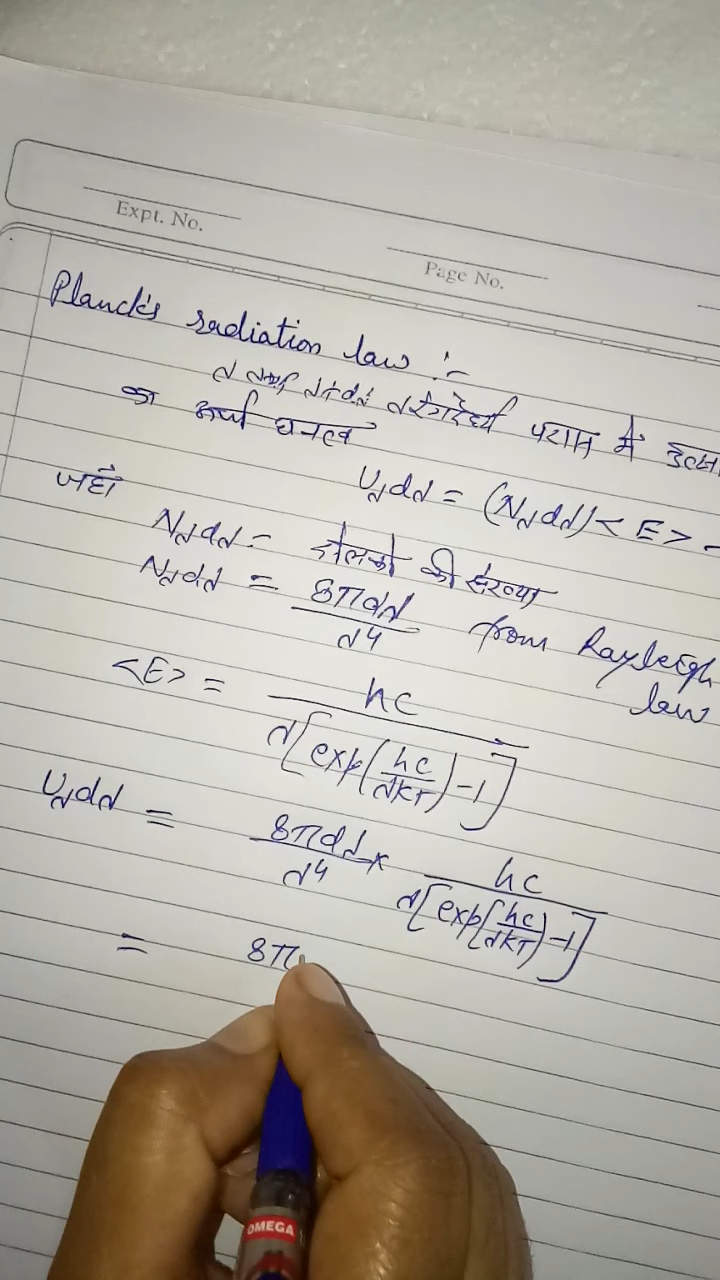 Expt. No.
Page No.
Planck's radiation law :-
λ तथा λ+dλ तरंगदैर्ध्य परास में
का ऊर्जा घनत्व
Uλdλ = (Nλdλ) <E> -
जहाँ
Nλdλ = दोलको की संख्या
Nλdλ = 8πdλ/λ⁴ from Rayleigh
law
<E> = hc/λ[exp(hc/λKT)-1]
Uλdλ = 8πdλ/λ⁴ × hc/λ[exp(hc/λKT)-1]
= 8π
OMEGA